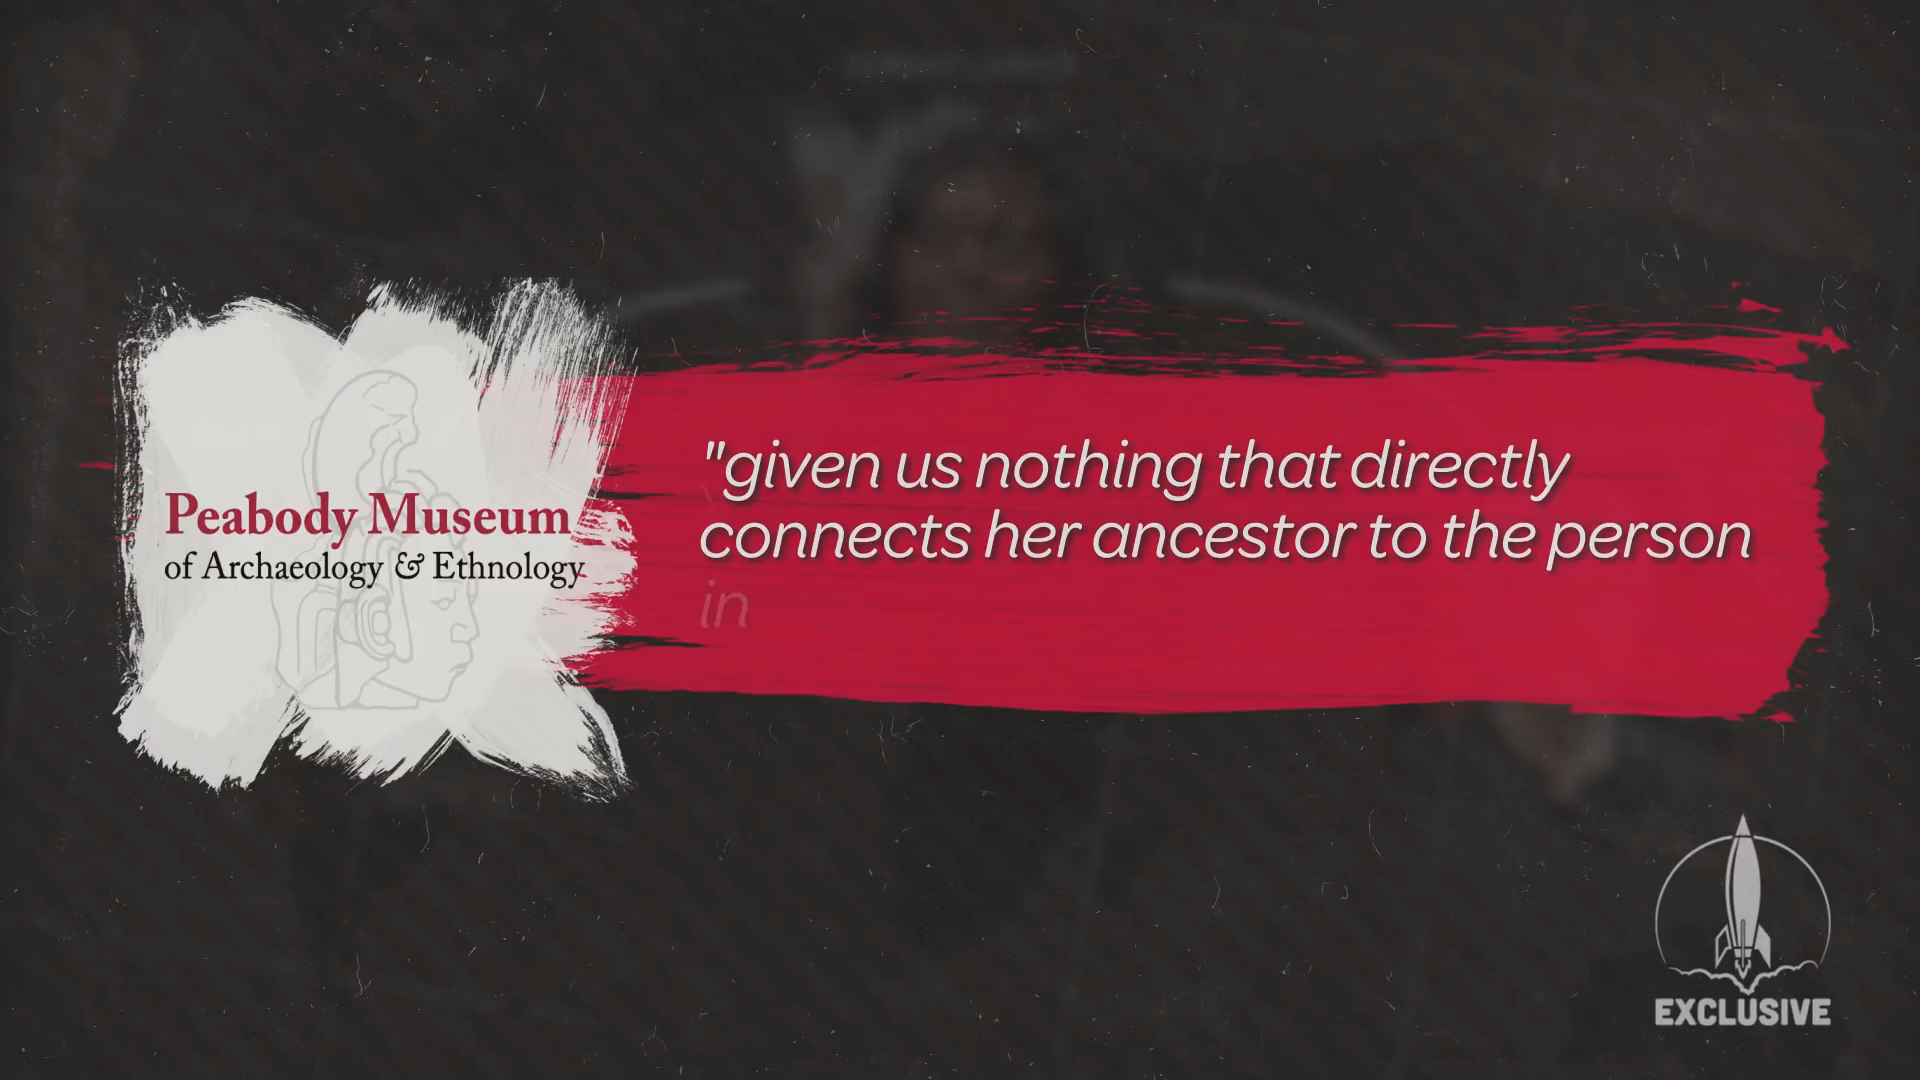 Peabody Museum
of Archaeology & Ethnology
"given us nothing that directly
connects her ancestor to the person
in
EXCLUSIVE